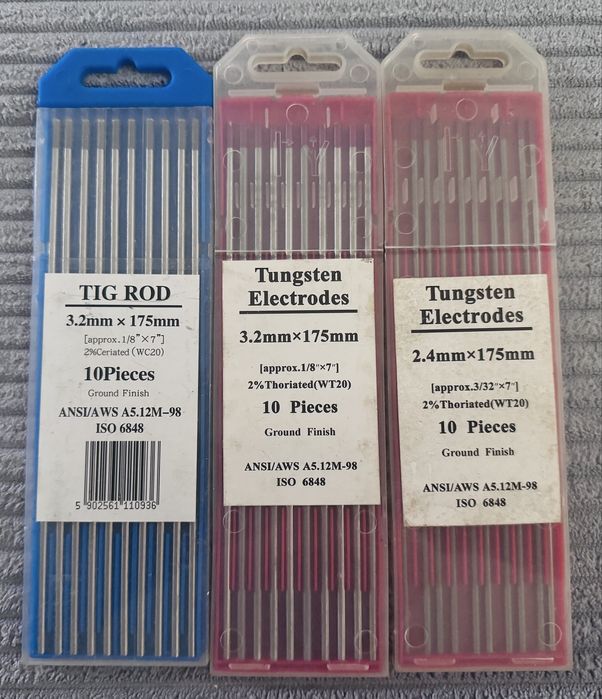 TIG ROD
3.2mm × 175mm
[approx.1/8"×7"]
2%Ceriated (WC20)
10Pieces
Ground Finish
ANSI/AWS A5.12M-98
ISO 6848
5 902561 110936
Tungsten
Electrodes
3.2mm×175mm
[approx.1/8"×7"]
2%Thoriated(WT20)
10 Pieces
Ground Finish
ANSI/AWS A5.12M-98
ISO 6848
Tungsten
Electrodes
2.4mm×175mm
[approx.3/32"×7"]
2%Thoriated(WT20)
10 Pieces
Ground Finish
ANSI/AWS A5.12M-98
ISO 6848